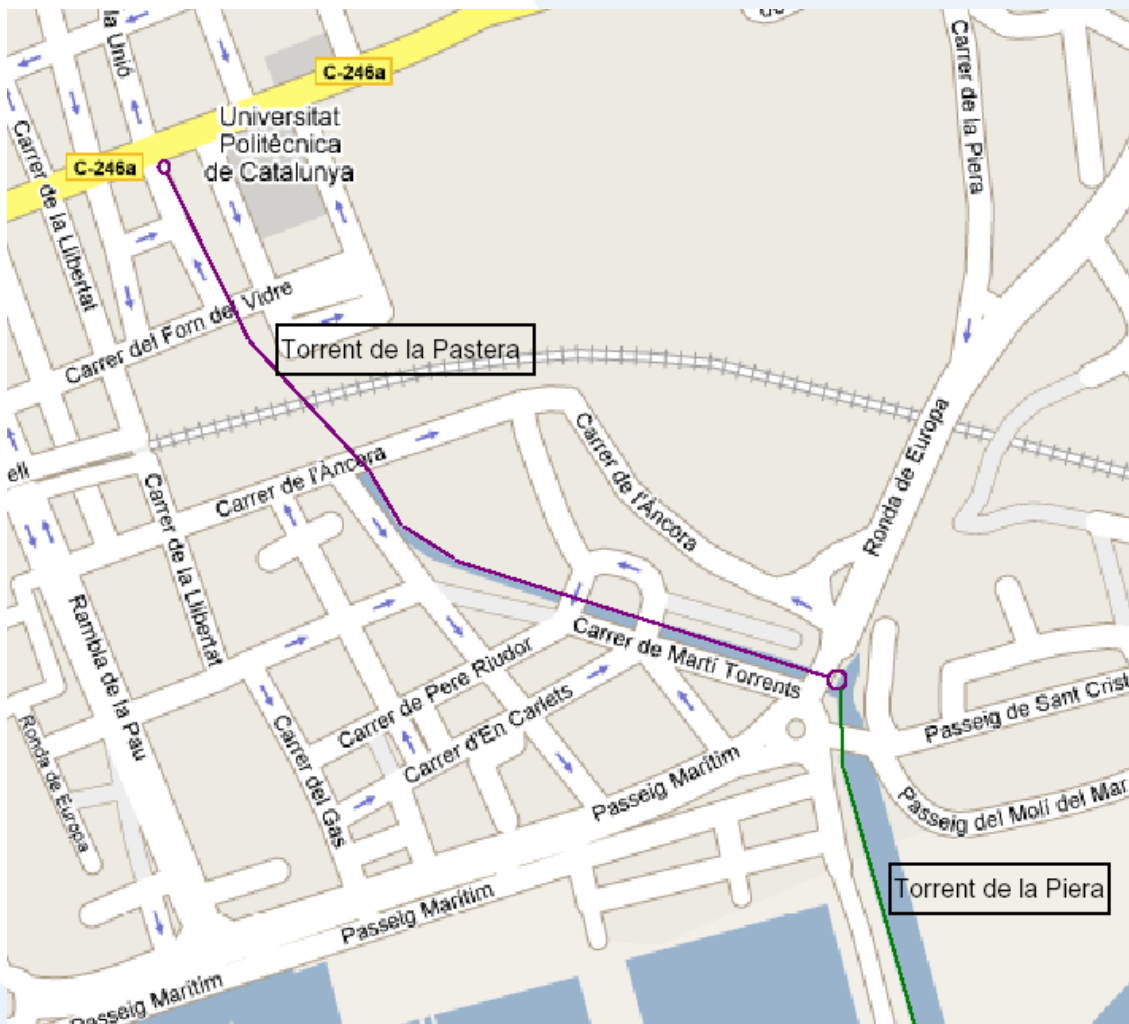 la Unió
C-246a
Carrer de la Piera
Universitat
Politècnica
de Catalunya
C-246a
Carrer de la Llibertat
Carrer del Forn del Vidre
Torrent de la Pastera
Ronda de Europa
Carrer de l'Àncora
Carrer de l'Àncora
ell
Carrer de la Llibertat
Rambla de la Pau
Carrer de Martí Torrents
Carrer de Pere Riudor
Carrer d'En Carlets
Passeig de Sant Crist
Ronda de Europa
Carrer del Gas
Passeig Marítim
Passeig del Molí del Mar
Torrent de la Piera
Passeig Marítim
Passeig Marítim